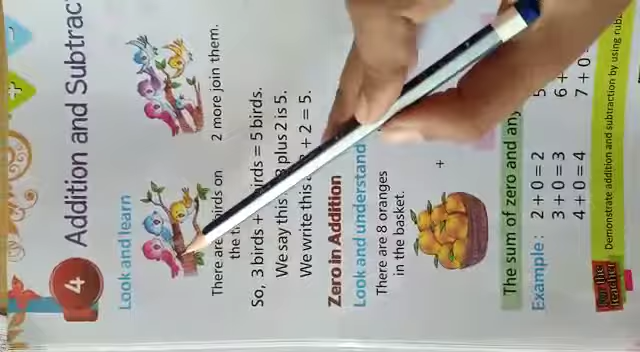 4 Addition and Subtrac
Look and learn
There are birds on 2 more join them.
the
So, 3 birds + birds = 5 birds.
We say this plus 2 is 5.
We write this + 2 = 5.
Zero in Addition
Look and understand
There are 8 oranges
in the basket.
+
The sum of zero and any
Example: 2 + 0 = 2 5
3 + 0 = 3 6 +
4 + 0 = 4 7 + 0 =
For the
Teacher
Demonstrate addition and subtraction by using